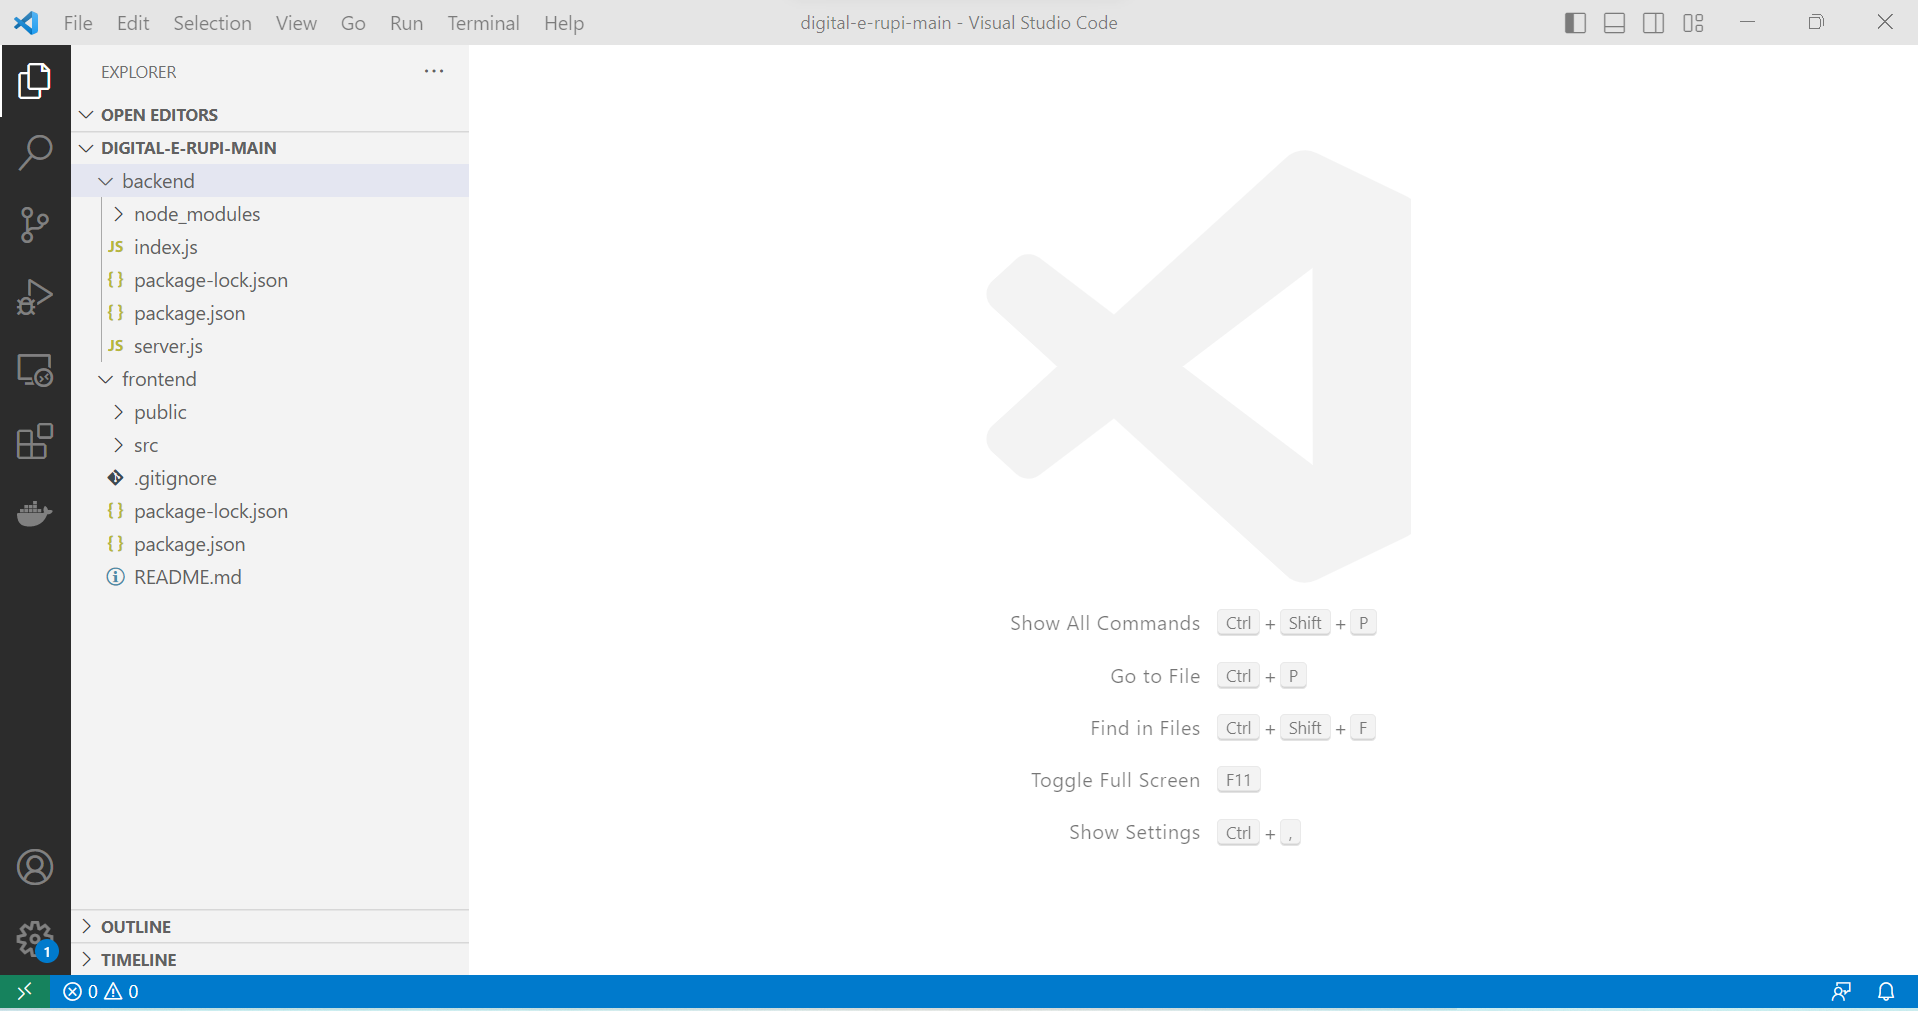 File Edit Selection View Go Run Terminal Help digital-e-rupi-main - Visual Studio Code
EXPLORER
OPEN EDITORS
DIGITAL-E-RUPI-MAIN
backend
node_modules
JS index.js
{ } package-lock.json
{ } package.json
JS server.js
frontend
public
src
.gitignore
{ } package-lock.json
{ } package.json
README.md
OUTLINE
TIMELINE
Show All Commands Ctrl + Shift + P
Go to File Ctrl + P
Find in Files Ctrl + Shift + F
Toggle Full Screen F11
Show Settings Ctrl + ,
1
0 0